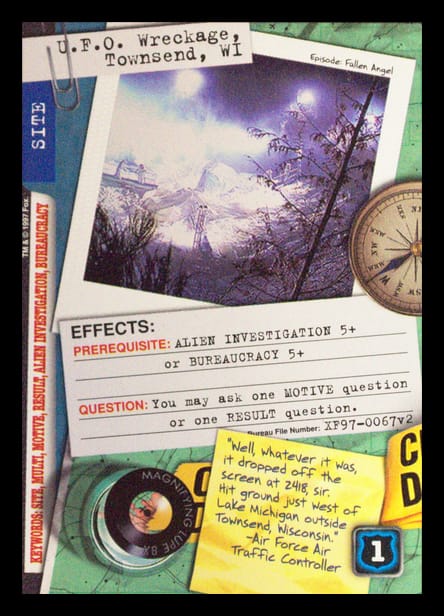 U.F.O. Wreckage,
Townsend, WI
Episode: Fallen Angel
SITE
TM & © 1997 Fox.
KEYWORDS: SITE, MULTI, MOTIVE, RESULT, ALIEN INVESTIGATION, BUREAUCRACY
EFFECTS:
PREREQUISITE: ALIEN INVESTIGATION 5+
or BUREAUCRACY 5+
QUESTION: You may ask one MOTIVE question
or one RESULT question.
Bureau File Number: XF97-0067v2
MAGNIFYING LUPE 8X
"Well, whatever it was,
it dropped off the
screen at 2418, sir.
Hit ground just west of
Lake Michigan outside
Townsend, Wisconsin."
-Air Force Air
Traffic Controller
1